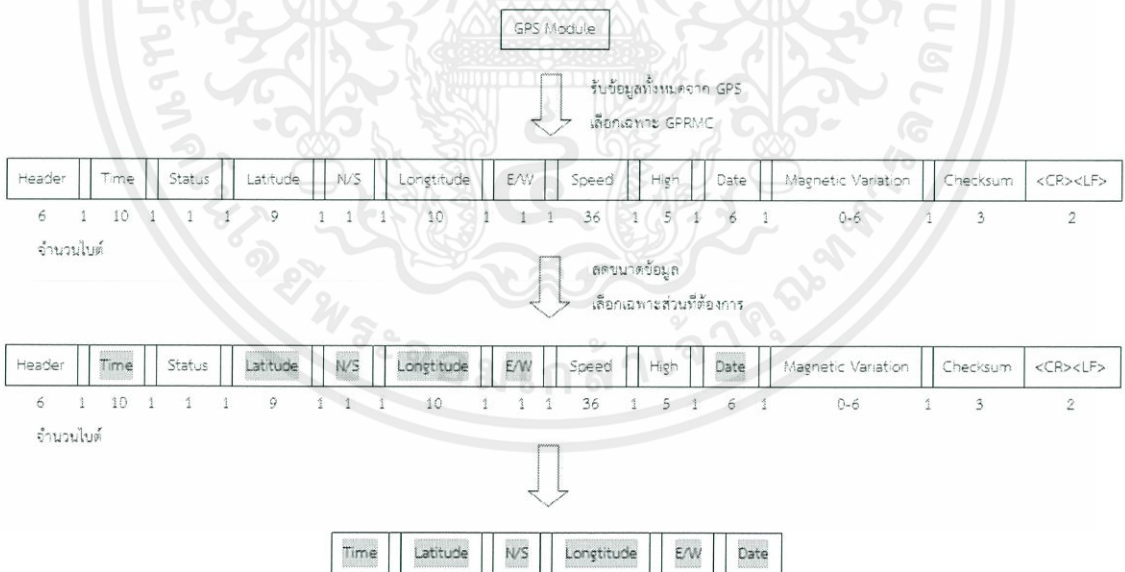 GPS Module
รับข้อมูลทั้งหมดจาก GPS
เลือกเฉพาะ GPRMC
Header Time Status Latitude N/S Longtitude E/W Speed High Date Magnetic Variation Checksum <CR><LF>
6 1 10 1 1 1 9 1 1 1 10 1 1 1 36 1 5 1 6 1 0-6 1 3 2
จำนวนไบต์
ลดขนาดข้อมูล
เลือกเฉพาะส่วนที่ต้องการ
Header Time Status Latitude N/S Longtitude E/W Speed High Date Magnetic Variation Checksum <CR><LF>
6 1 10 1 1 1 9 1 1 1 10 1 1 1 36 1 5 1 6 1 0-6 1 3 2
จำนวนไบต์
Time Latitude N/S Longtitude E/W Date